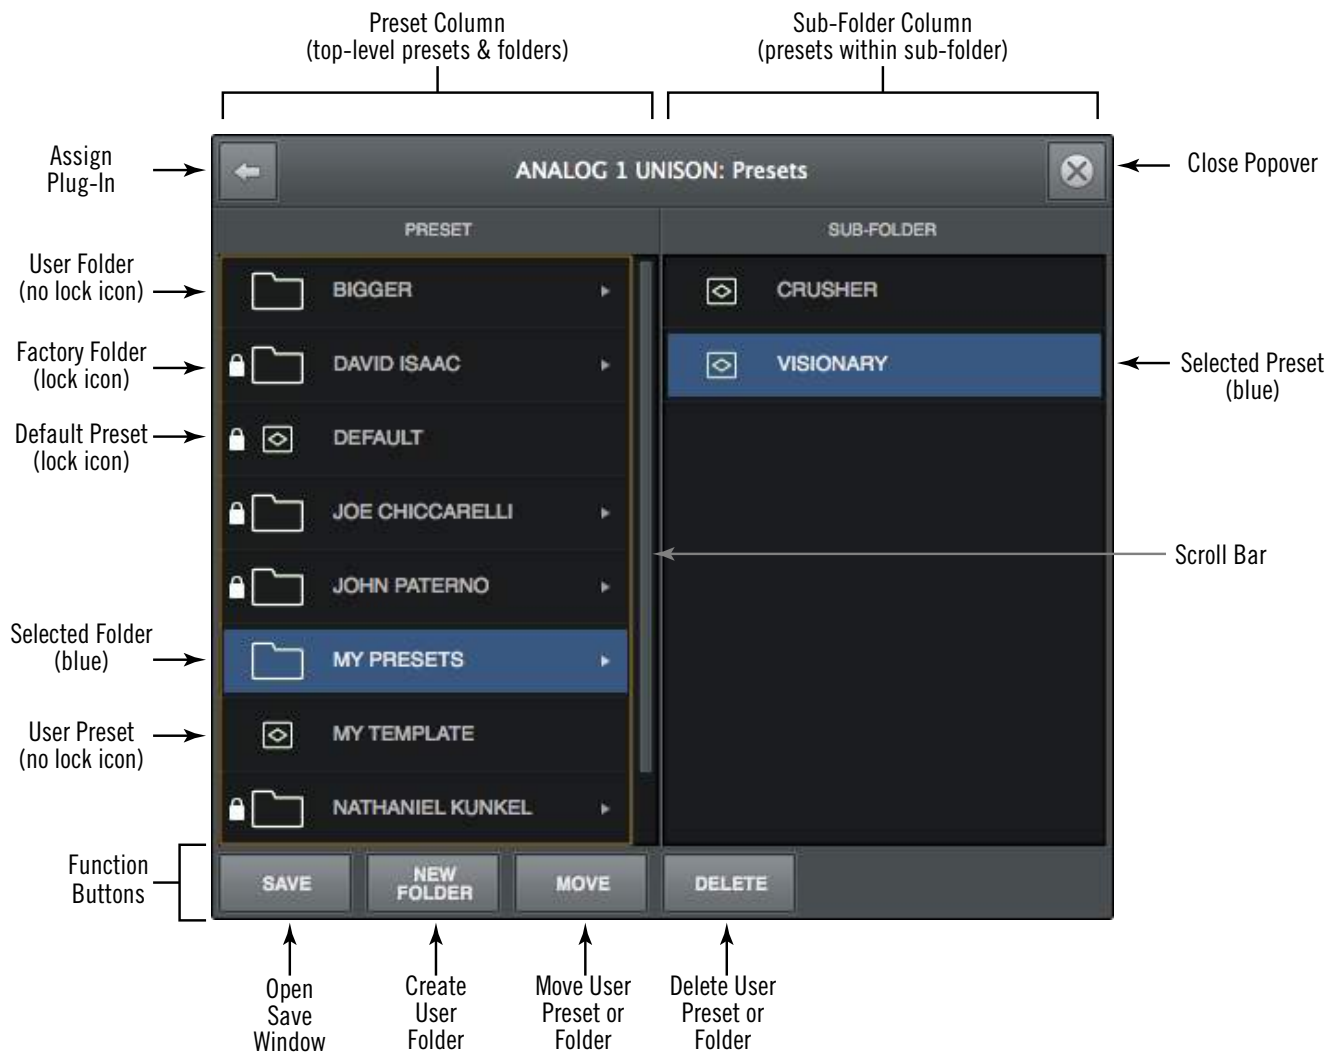 Preset Column
(top-level presets & folders)
Sub-Folder Column
(presets within sub-folder)
Assign
Plug-In
ANALOG 1 UNISON: Presets
Close Popover
PRESET
SUB-FOLDER
User Folder
(no lock icon)
BIGGER
CRUSHER
Factory Folder
(lock icon)
DAVID ISAAC
VISIONARY
Selected Preset
(blue)
Default Preset
(lock icon)
DEFAULT
JOE CHICCARELLI
Scroll Bar
JOHN PATERNO
Selected Folder
(blue)
MY PRESETS
User Preset
(no lock icon)
MY TEMPLATE
NATHANIEL KUNKEL
Function
Buttons
SAVE
NEW
FOLDER
MOVE
DELETE
Open
Save
Window
Create
User
Folder
Move User
Preset or
Folder
Delete User
Preset or
Folder